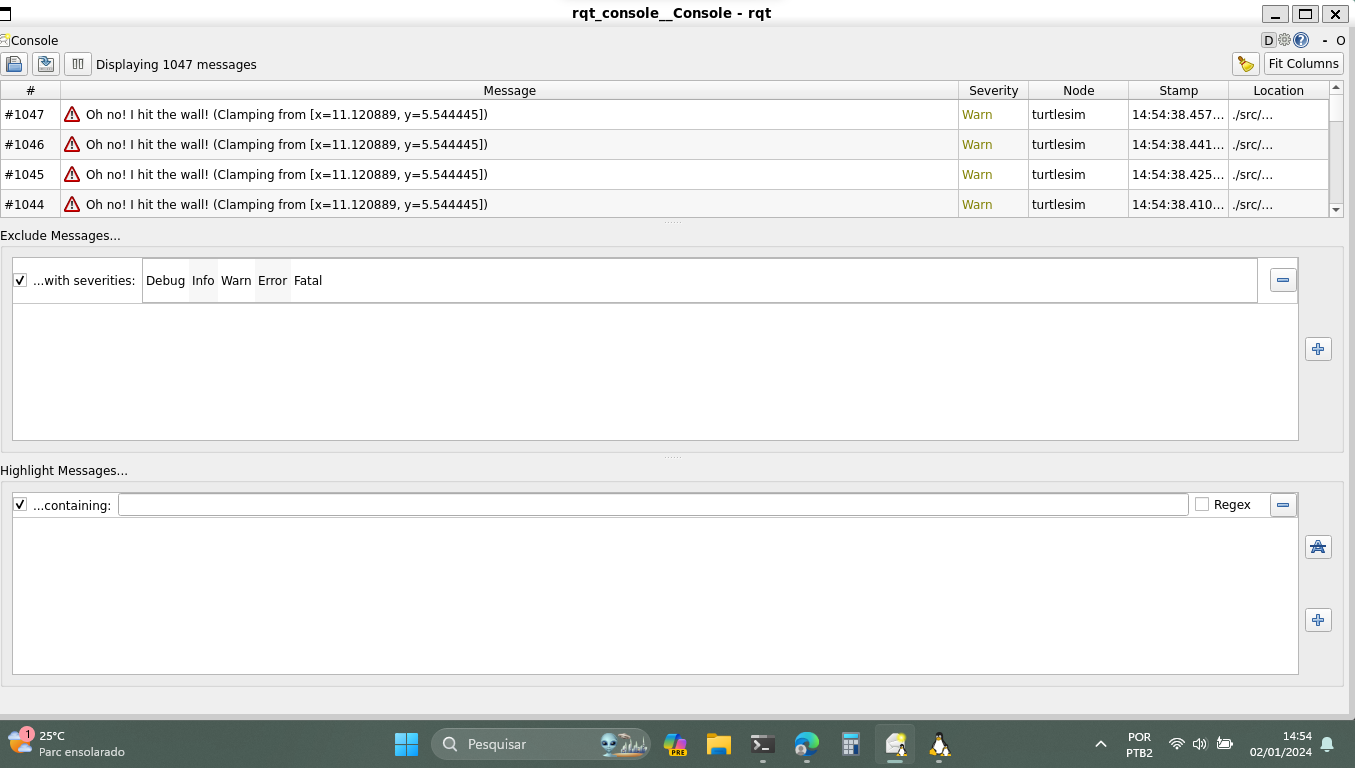 rqt_console__Console - rqt
Console
D
- O
Displaying 1047 messages
Fit Columns
# Message Severity Node Stamp Location
#1047 Oh no! I hit the wall! (Clamping from [x=11.120889, y=5.544445]) Warn turtlesim 14:54:38.457... ./src/...
#1046 Oh no! I hit the wall! (Clamping from [x=11.120889, y=5.544445]) Warn turtlesim 14:54:38.441... ./src/...
#1045 Oh no! I hit the wall! (Clamping from [x=11.120889, y=5.544445]) Warn turtlesim 14:54:38.425... ./src/...
#1044 Oh no! I hit the wall! (Clamping from [x=11.120889, y=5.544445]) Warn turtlesim 14:54:38.410... ./src/...
Exclude Messages...
...with severities: Debug Info Warn Error Fatal
Highlight Messages...
...containing: Regex
1
25°C
Parc ensolarado
Pesquisar
PRE
POR
PTB2
14:54
02/01/2024